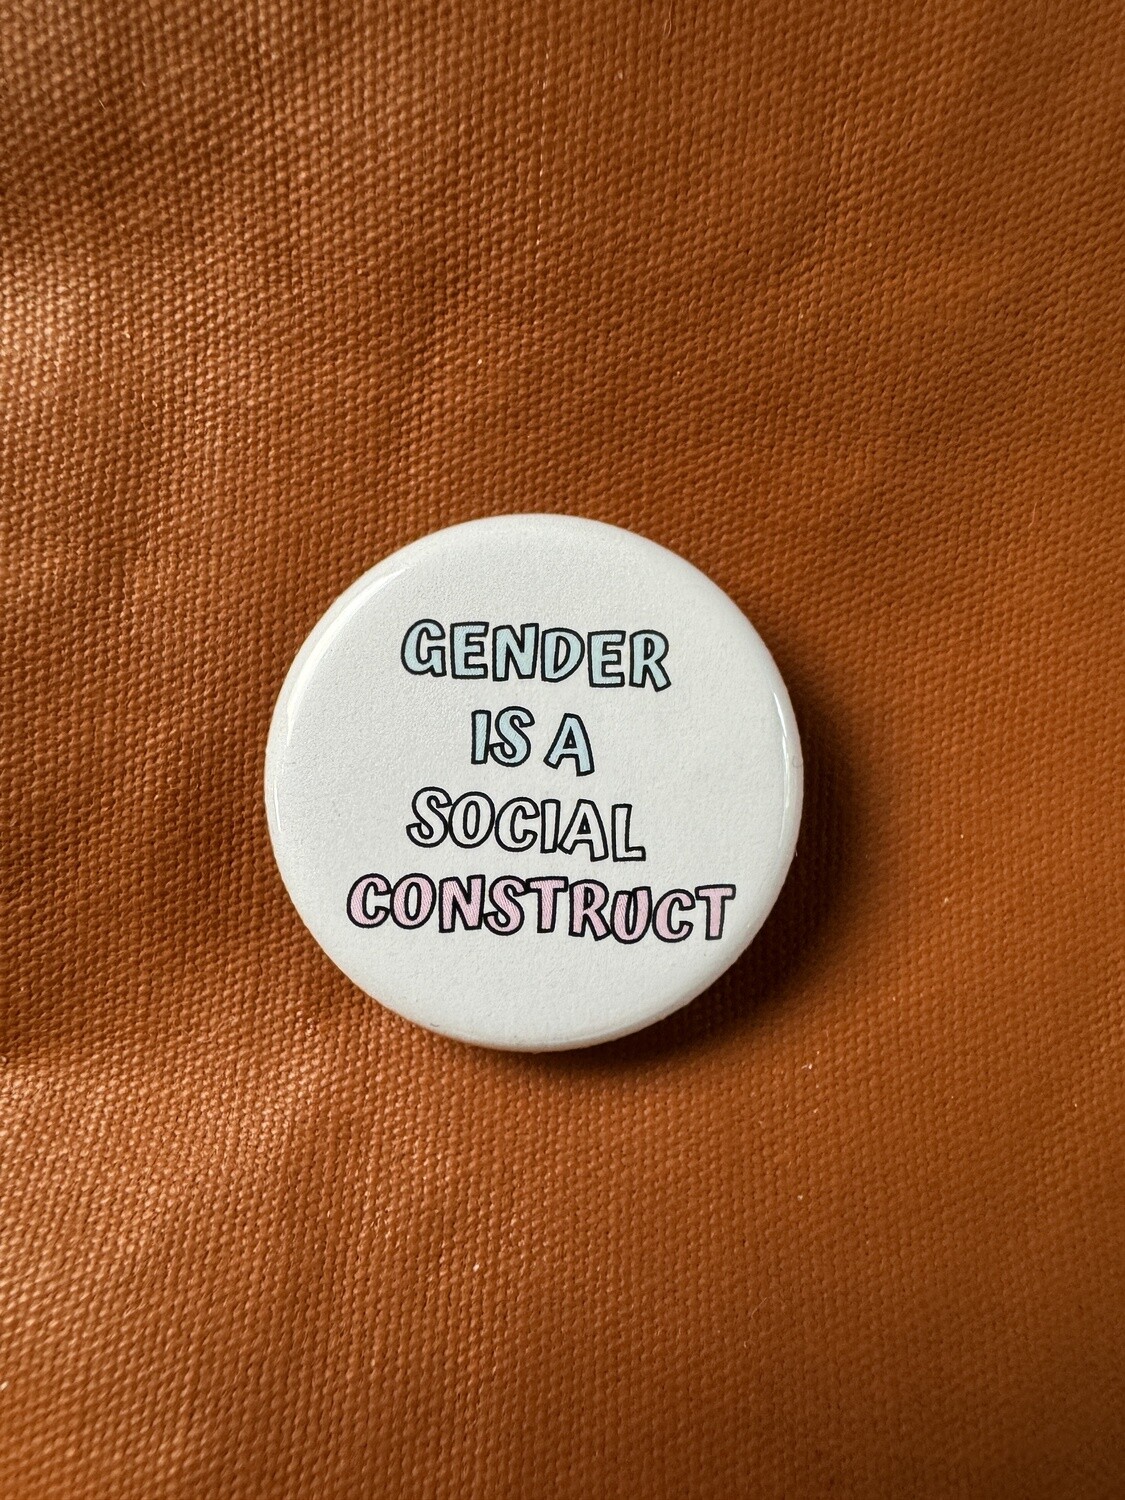 GENDER
IS A
SOCIAL
CONSTRUCT